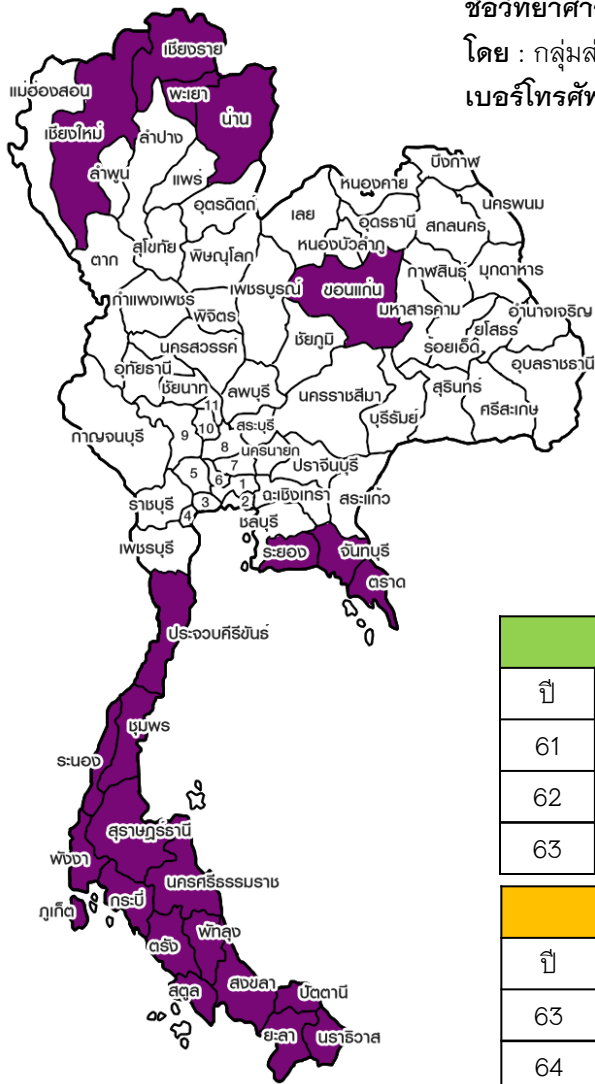 ชื่อวิทยาศาส
โดย : กลุ่มส่
เบอร์โทรศัพ
เชียงราย
แม่ฮ่องสอน
พะเยา
เชียงใหม่
น่าน
ลำปาง
ลำพูน
แพร่
บึงกาฬ
หนองคาย
อุตรดิตถ์
เลย
อุดรธานี
นครพนม
สกลนคร
สุโขทัย
พิษณุโลก
หนองบัวลำภู
ตาก
กาฬสินธุ์
มุกดาหาร
เพชรบูรณ์
ขอนแก่น
กำแพงเพชร
มหาสารคาม
พิจิตร
ยโสธร
อำนาจเจริญ
ชัยภูมิ
ร้อยเอ็ด
นครสวรรค์
อุบลราชธานี
อุทัยธานี
ชัยนาท
ลพบุรี
นครราชสีมา
สุรินทร์
ศรีสะเกษ
11
สระบุรี
บุรีรัมย์
กาญจนบุรี
9
10
8
นครนายก
7
ปราจีนบุรี
5
6
1
ฉะเชิงเทรา
สระแก้ว
ราชบุรี
3
2
4
ชลบุรี
เพชรบุรี
ระยอง
จันทบุรี
ตราด
ประจวบคีรีขันธ์
ชุมพร
ระนอง
สุราษฎร์ธานี
พังงา
นครศรีธรรมราช
กระบี่
ภูเก็ต
พัทลุง
ตรัง
สตูล
สงขลา
ปัตตานี
ยะลา
นราธิวาส
ปี
61
62
63
ปี
63
64